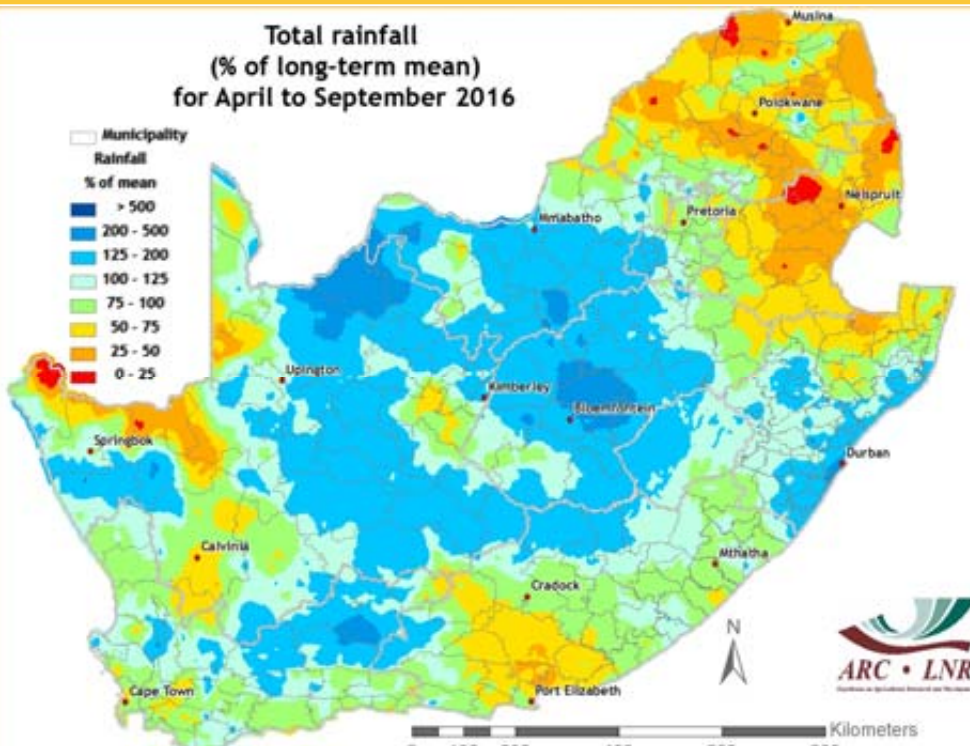 Total rainfall
(% of long-term mean)
for April to September 2016
Municipality
Rainfall
% of mean
> 500
200 - 500
125 - 200
100 - 125
75 - 100
50 - 75
25 - 50
0 - 25
Musina
Polokwane
Nelspruit
Pretoria
Mmabatho
Upington
Kimberley
Bloemfontein
Springbok
Durban
Calvinia
Mthatha
Cradock
Cape Town
Port Elizabeth
N
ARC • LNR
Kilometers